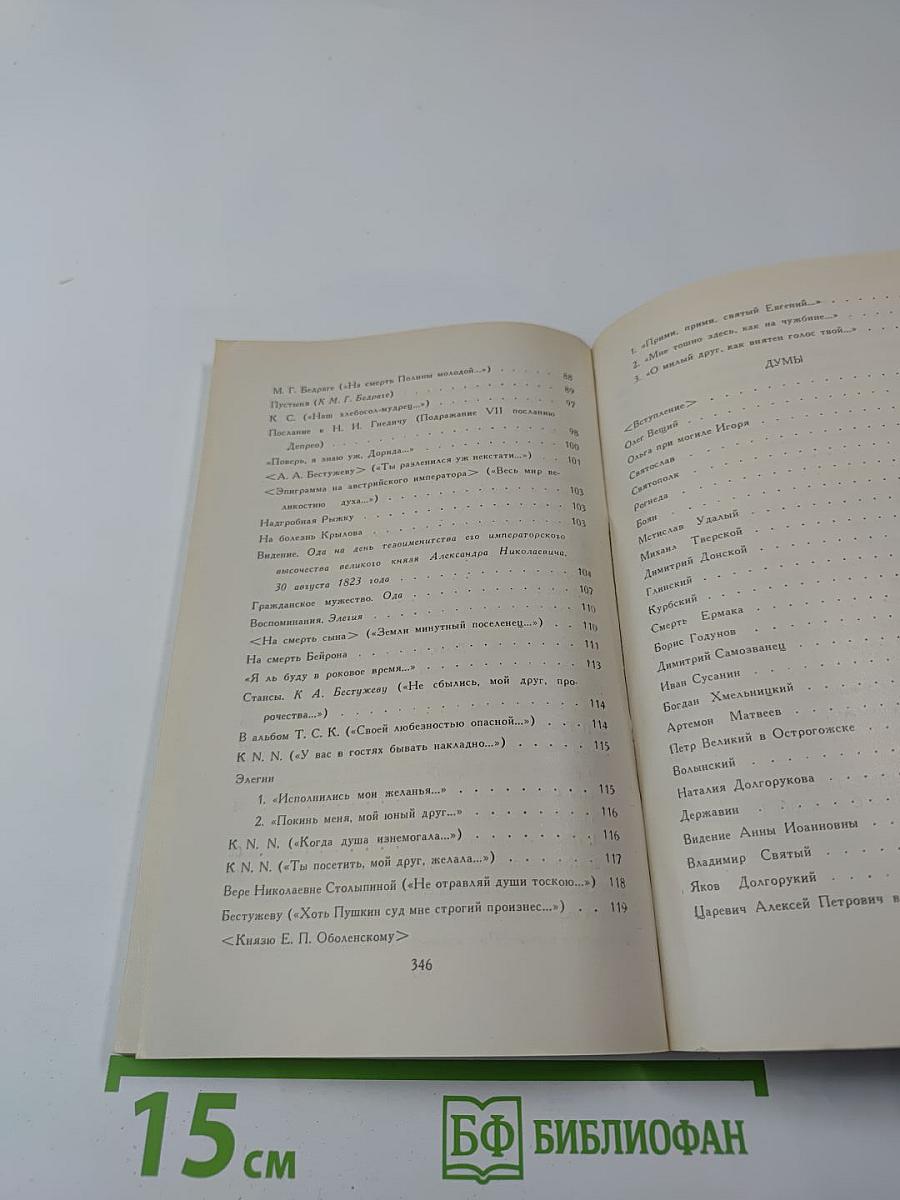 М. Г. Бедраге («На смерть Полины молодой...») . . . . . . . 88
Пустыня (К М. Г. Бедраге) . . . . . . . . . . . 89
К С. («Наш хлебосол-мудрец...») . . . . . . . . . 97
Послание к Н. И. Гнедичу (Подражание VII посланию
Депрео) . . . . . . . . . . . . . . . . 98
«Поверь, я знаю уж, Дорида...» . . . . . . . . . . 100
<А. А. Бестужеву> («Ты разленился уж некстати...») . . . . 101
<Эпиграмма на австрийского императора> («Весь мир ве-
ликостию духа...») . . . . . . . . . . . . . 103
Надгробная Рыжку . . . . . . . . . . . . . . 103
На болезнь Крылова . . . . . . . . . . . . . 103
Видение. Ода на день тезоименитства его императорского
высочества великого князя Александра Николаевича,
30 августа 1823 года . . . . . . . . . . . . 104
Гражданское мужество. Ода . . . . . . . . . . . 107
Воспоминания. Элегия . . . . . . . . . . . . . 110
<На смерть сына> («Земли минутный поселенец...») . . 110
На смерть Бейрона . . . . . . . . . . . . . . 111
«Я ль буду в роковое время...» . . . . . . . . . . 113
Стансы. К А. Бестужеву («Не сбылись, мой друг, про-
рочества...») . . . . . . . . . . . . . . . 114
В альбом Т. С. К. («Своей любезностью опасной...») . . . 114
К N. N. («У вас в гостях бывать накладно...») . . . . . 115
Элегии
1. «Исполнились мои желанья...» . . . . . . . . . 115
2. «Покинь меня, мой юный друг...» . . . . . . . . 116
К N. N. («Когда душа изнемогала...») . . . . . . . . 116
К N. N. («Ты посетить, мой друг, желала...») . . . . . . 117
Вере Николаевне Столыпиной («Не отравляй души тоскою...») 118
Бестужеву («Хоть Пушкин суд мне строгий произнес...») . . 119
<Князю Е. П. Оболенскому>
346
1. «Прими, прими, святый Евгений...» . . . . .
2. «Мне тошно здесь, как на чужбине...» . . . .
3. «О милый друг, как внятен голос твой...» . . .
ДУМЫ
<Вступление> . . . . . . . . . . .
Олег Вещий . . . . . . . . . . . .
Ольга при могиле Игоря . . . . . . . .
Святослав . . . . . . . . . . . .
Святополк . . . . . . . . . . . .
Рогнеда . . . . . . . . . . . . .
Боян . . . . . . . . . . . . . .
Мстислав Удалый . . . . . . . . . .
Михаил Тверской . . . . . . . . . .
Димитрий Донской . . . . . . . . .
Глинский . . . . . . . . . . . .
Курбский . . . . . . . . . . . .
Смерть Ермака . . . . . . . . . .
Борис Годунов . . . . . . . . . .
Димитрий Самозванец . . . . . . . .
Иван Сусанин . . . . . . . . . . .
Богдан Хмельницкий . . . . . . . .
Артемон Матвеев . . . . . . . . .
Петр Великий в Острогожске . . . .
Волынский . . . . . . . . . . .
Наталия Долгорукова . . . . . .
Державин . . . . . . . . . . .
Видение Анны Иоанновны . . . .
Владимир Святый . . . . . . .
Яков Долгорукий . . . . . . .
Царевич Алексей Петрович в
15 см
БФ БИБЛИОФАН